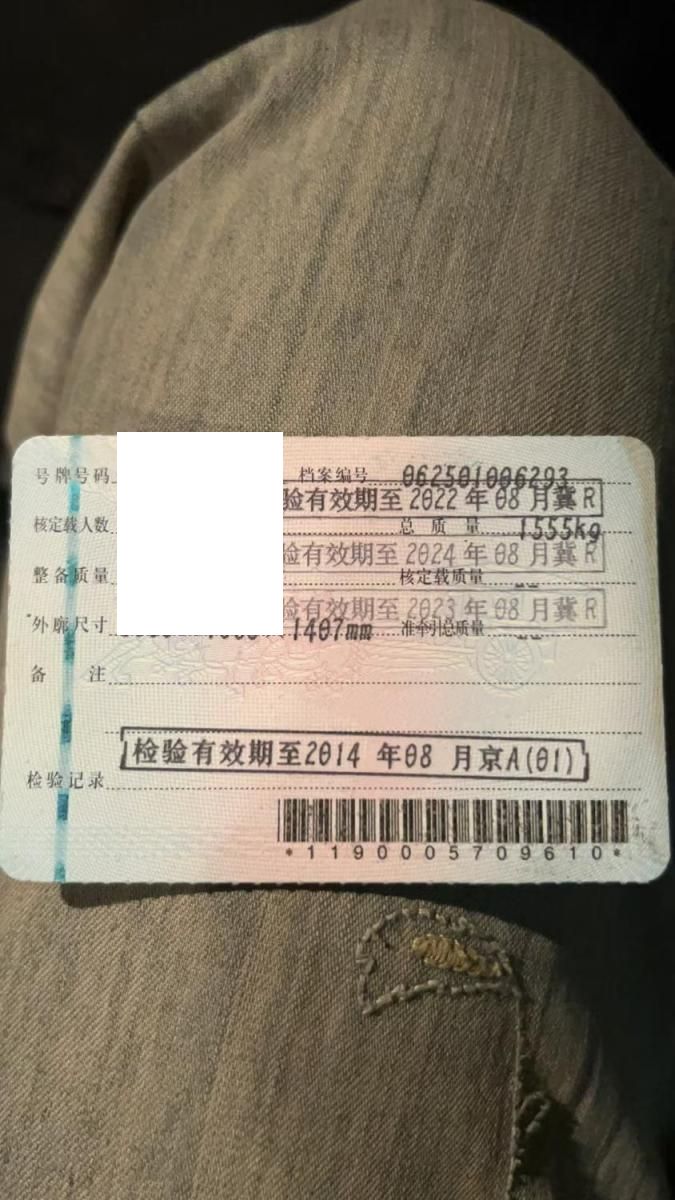 号牌号码 档案编号 062501006293
验有效期至2022年08月冀R
核定载人数 总质量 1555kg
验有效期至2024年08月冀R
整备质量 核定载质量 --
验有效期至2023年08月冀R
外廓尺寸 1407mm 准牵引总质量 --
备注
检验有效期至2014年08月京A(01)
检验记录
*1190005709610*